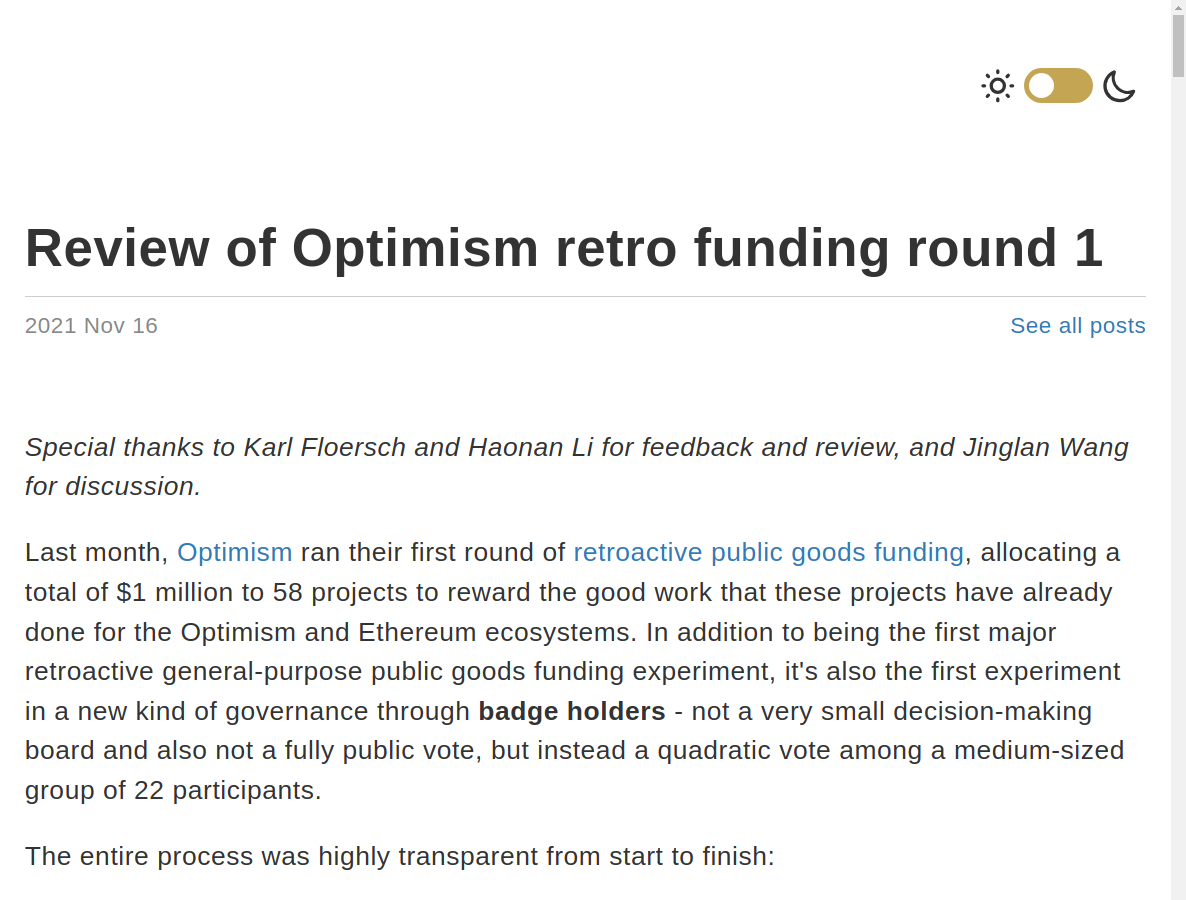 Review of Optimism retro funding round 1
2021 Nov 16
See all posts
Special thanks to Karl Floersch and Haonan Li for feedback and review, and Jinglan Wang
for discussion.
Last month, Optimism ran their first round of retroactive public goods funding, allocating a
total of $1 million to 58 projects to reward the good work that these projects have already
done for the Optimism and Ethereum ecosystems. In addition to being the first major
retroactive general-purpose public goods funding experiment, it's also the first experiment
in a new kind of governance through badge holders - not a very small decision-making
board and also not a fully public vote, but instead a quadratic vote among a medium-sized
group of 22 participants.
The entire process was highly transparent from start to finish: